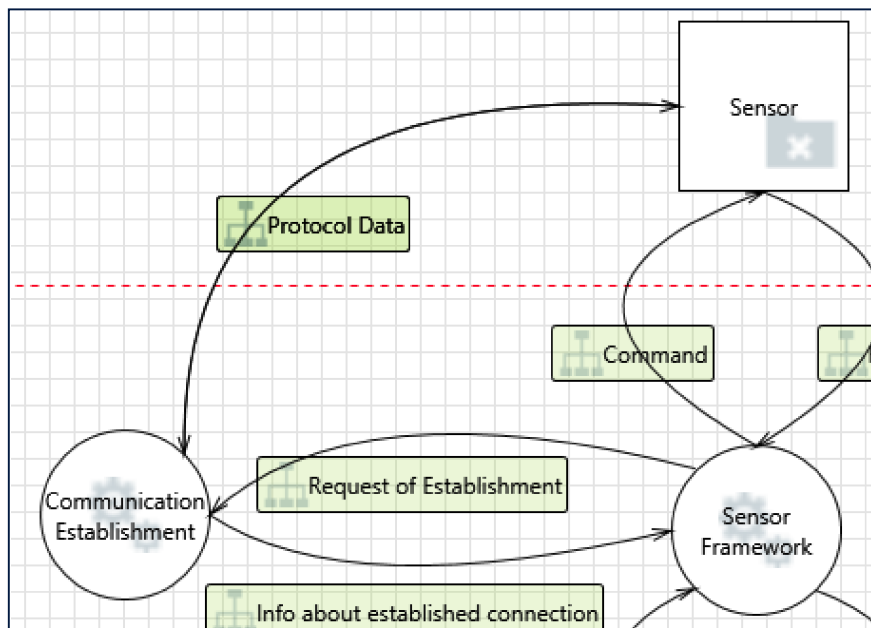 Sensor
Protocol Data
Command
Request of Establishment
Communication
Establishment
Sensor
Framework
Info about established connection